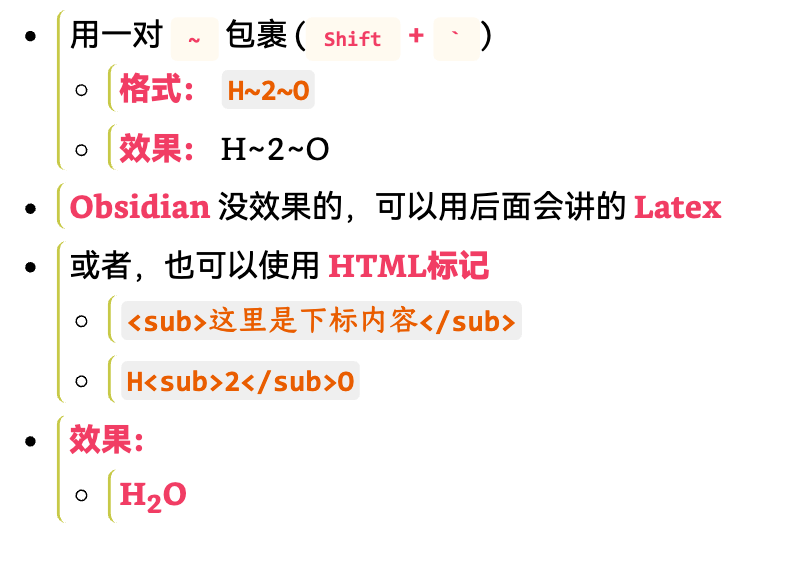 用一对 ~ 包裹 ( Shift + ` )
格式： H~2~O
效果： H~2~O
Obsidian 没效果的，可以用后面会讲的 Latex
或者，也可以使用 HTML标记
<sub>这里是下标内容</sub>
H<sub>2</sub>O
效果：
H₂O